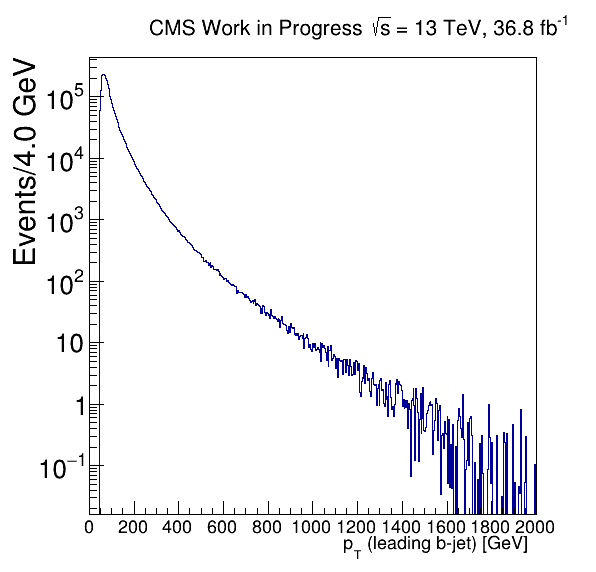 CMS Work in Progress √s = 13 TeV, 36.8 fb⁻¹
Events/4.0 GeV
10⁵
10⁴
10³
10²
10
1
10⁻¹
0 200 400 600 800 1000 1200 1400 1600 1800 2000
p_T (leading b-jet) [GeV]